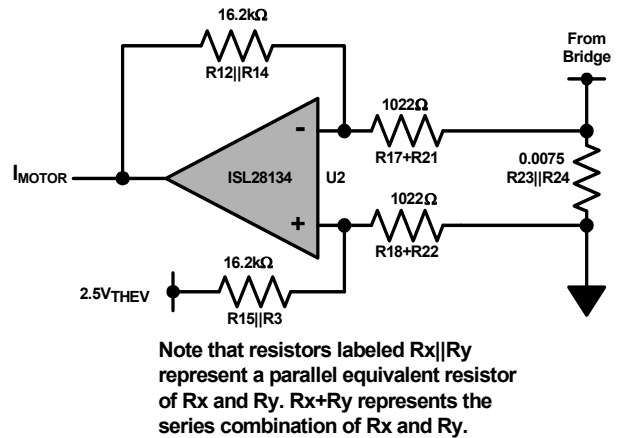 16.2kΩ
R12||R14
From
Bridge
1022Ω
R17+R21
-
ISL28134
U2
I_MOTOR
0.0075
R23||R24
+
1022Ω
R18+R22
16.2kΩ
2.5V_THEV
R15||R3
Note that resistors labeled Rx||Ry
represent a parallel equivalent resistor
of Rx and Ry. Rx+Ry represents the
series combination of Rx and Ry.